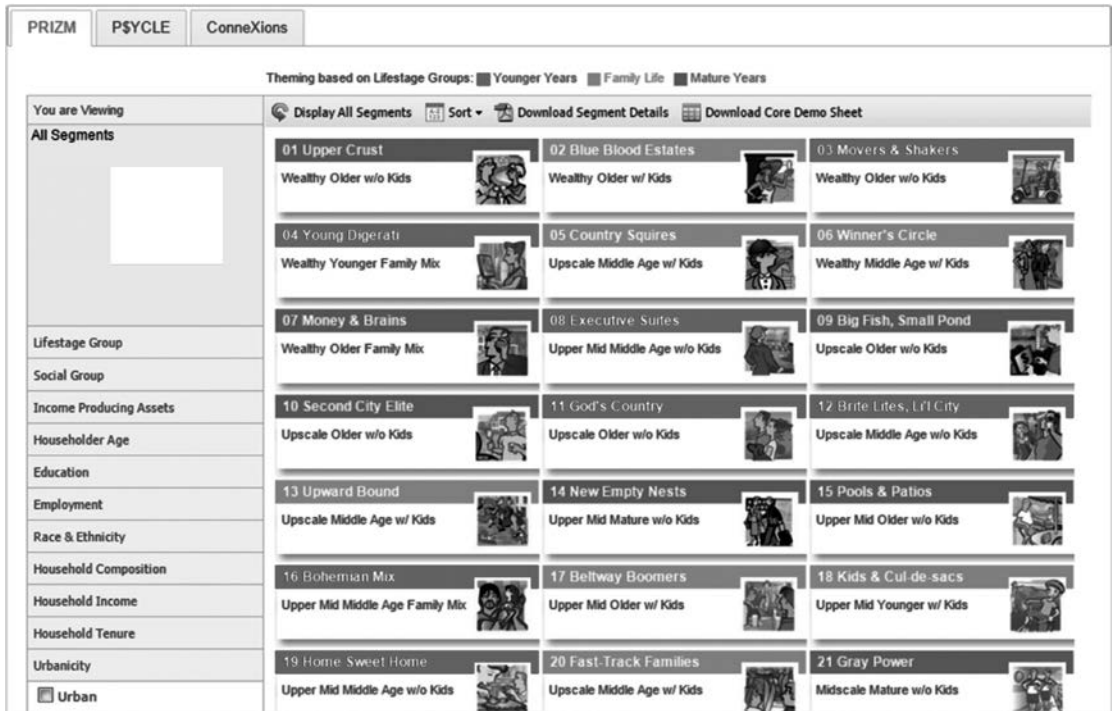 PRIZM P$YCLE ConneXions
Theming based on Lifestage Groups: Younger Years Family Life Mature Years
You are Viewing
All Segments
Lifestage Group
Social Group
Income Producing Assets
Householder Age
Education
Employment
Race & Ethnicity
Household Composition
Household Income
Household Tenure
Urbanicity
Urban
Display All Segments Sort Download Segment Details Download Core Demo Sheet
01 Upper Crust
Wealthy Older w/o Kids
02 Blue Blood Estates
Wealthy Older w/ Kids
03 Movers & Shakers
Wealthy Older w/o Kids
04 Young Digerati
Wealthy Younger Family Mix
05 Country Squires
Upscale Middle Age w/ Kids
06 Winner's Circle
Wealthy Middle Age w/ Kids
07 Money & Brains
Wealthy Older Family Mix
08 Executive Suites
Upper Mid Middle Age w/o Kids
09 Big Fish, Small Pond
Upscale Older w/o Kids
10 Second City Elite
Upscale Older w/o Kids
11 God's Country
Upscale Older w/o Kids
12 Brite Lites, Li'l City
Upscale Middle Age w/o Kids
13 Upward Bound
Upscale Middle Age w/ Kids
14 New Empty Nests
Upper Mid Mature w/o Kids
15 Pools & Patios
Upper Mid Older w/o Kids
16 Bohemian Mix
Upper Mid Middle Age Family Mix
17 Beltway Boomers
Upper Mid Older w/ Kids
18 Kids & Cul-de-sacs
Upper Mid Younger w/ Kids
19 Home Sweet Home
Upper Mid Middle Age w/o Kids
20 Fast-Track Families
Upscale Middle Age w/ Kids
21 Gray Power
Midscale Mature w/o Kids